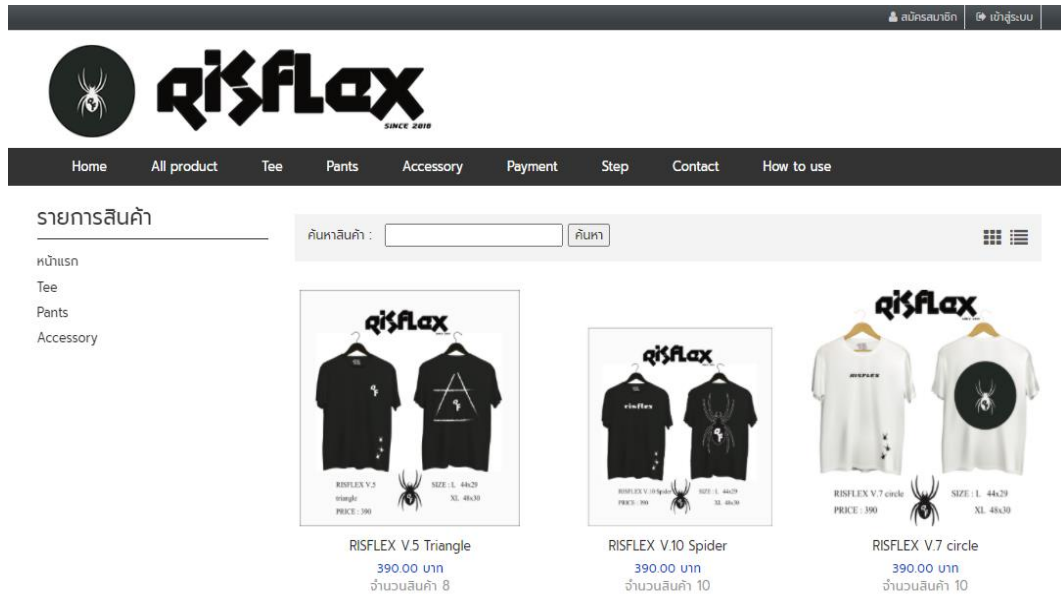 สมัครสมาชิก เข้าสู่ระบบ
RISFLEX
SINCE 2018
Home All product Tee Pants Accessory Payment Step Contact How to use
รายการสินค้า
หน้าแรก
Tee
Pants
Accessory
ค้นหาสินค้า : ค้นหา
RISFLEX
RISFLEX V.5
triangle
PRICE : 390
SIZE : L 44x29
XL 48x30
RISFLEX V.5 Triangle
390.00 บาท
จำนวนสินค้า 8
RISFLEX
risflex
RISFLEX V.10 Spider
PRICE : 390
SIZE : L 44x29
XL 48x30
RISFLEX V.10 Spider
390.00 บาท
จำนวนสินค้า 10
RISFLEX
RISFLEX
RISFLEX V.7 circle
PRICE : 390
SIZE : L 44x29
XL 48x30
RISFLEX V.7 circle
390.00 บาท
จำนวนสินค้า 10